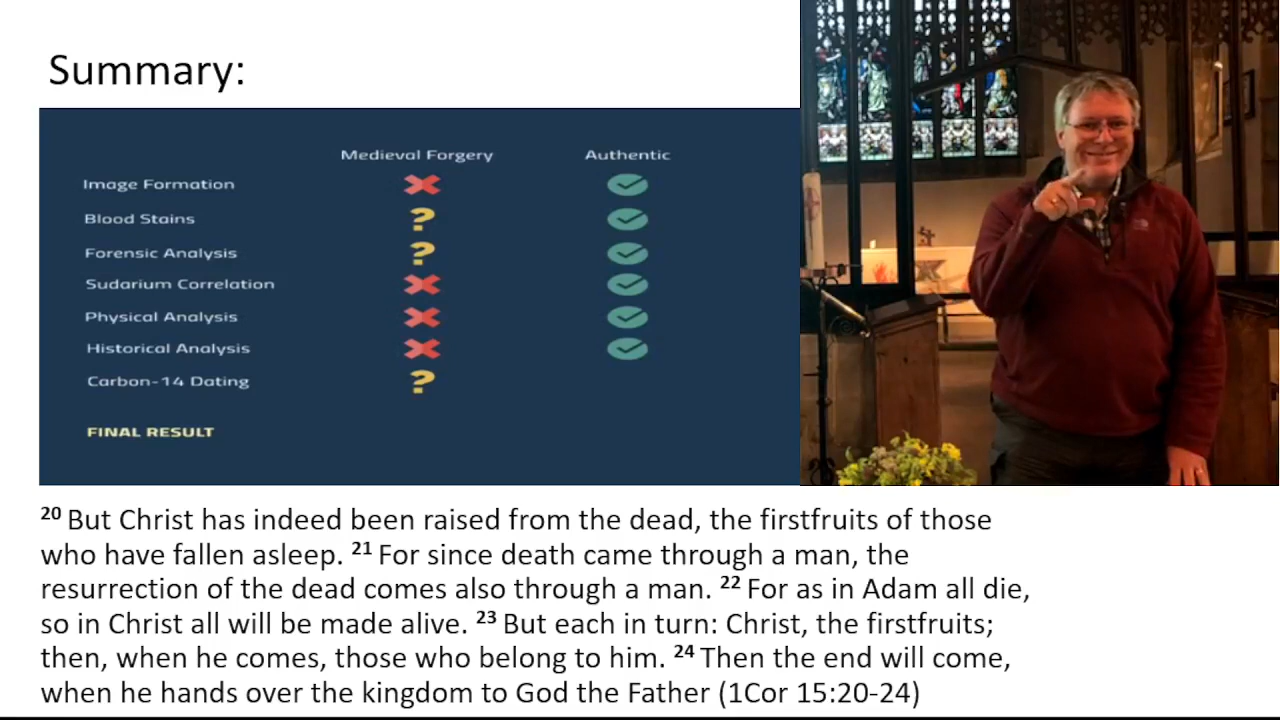 Summary:
Medieval Forgery Authentic
Image Formation
Blood Stains
Forensic Analysis
Sudarium Correlation
Physical Analysis
Historical Analysis
Carbon-14 Dating
FINAL RESULT
20 But Christ has indeed been raised from the dead, the firstfruits of those
who have fallen asleep. 21 For since death came through a man, the
resurrection of the dead comes also through a man. 22 For as in Adam all die,
so in Christ all will be made alive. 23 But each in turn: Christ, the firstfruits;
then, when he comes, those who belong to him. 24 Then the end will come,
when he hands over the kingdom to God the Father (1Cor 15:20-24)